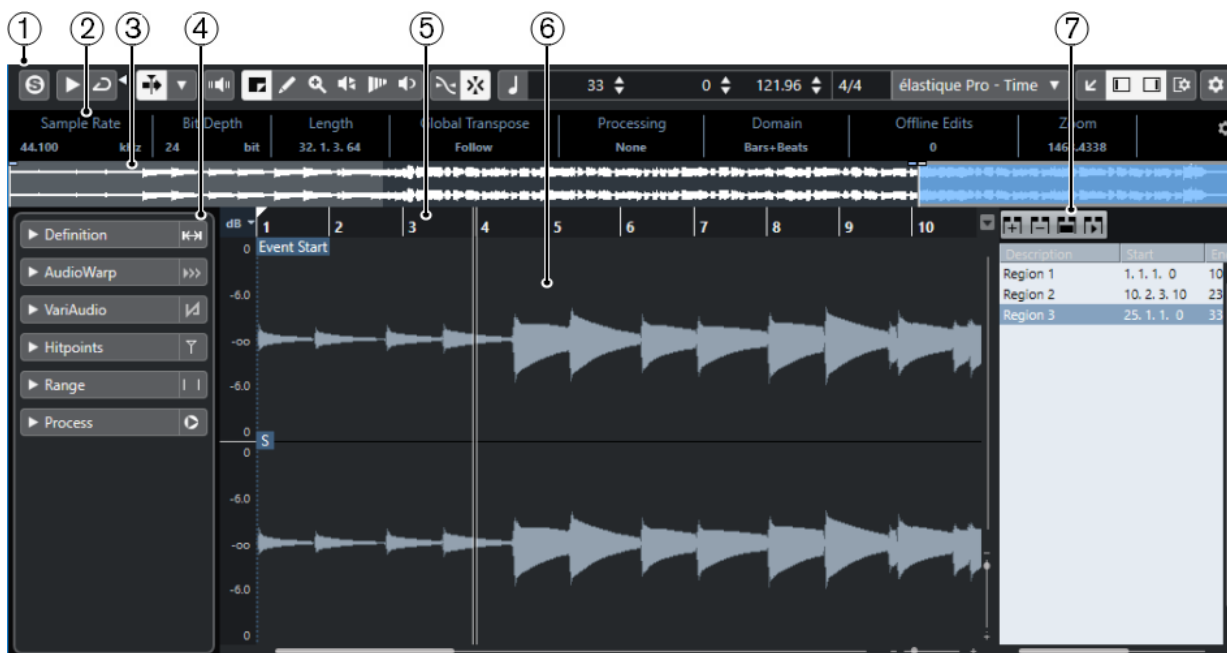 1 2 3 4 5 6 7
33 0 121.96 4/4 élastique Pro - Time
Sample Rate Bit Depth Length Global Transpose Processing Domain Offline Edits Zoom
44.100 kHz 24 bit 32. 1. 3. 64 Follow None Bars+Beats 0
dB 1 2 3 4 5 6 7 8 9 10
Definition
AudioWarp
VariAudio
Hitpoints
Range
Process
0 Event Start
-6.0
-oo
-6.0
0
S
0
-6.0
-oo
-6.0
0
Description Start
Region 1 1. 1. 1. 0 10
Region 2 10. 2. 3. 10 23
Region 3 25. 1. 1. 0 33